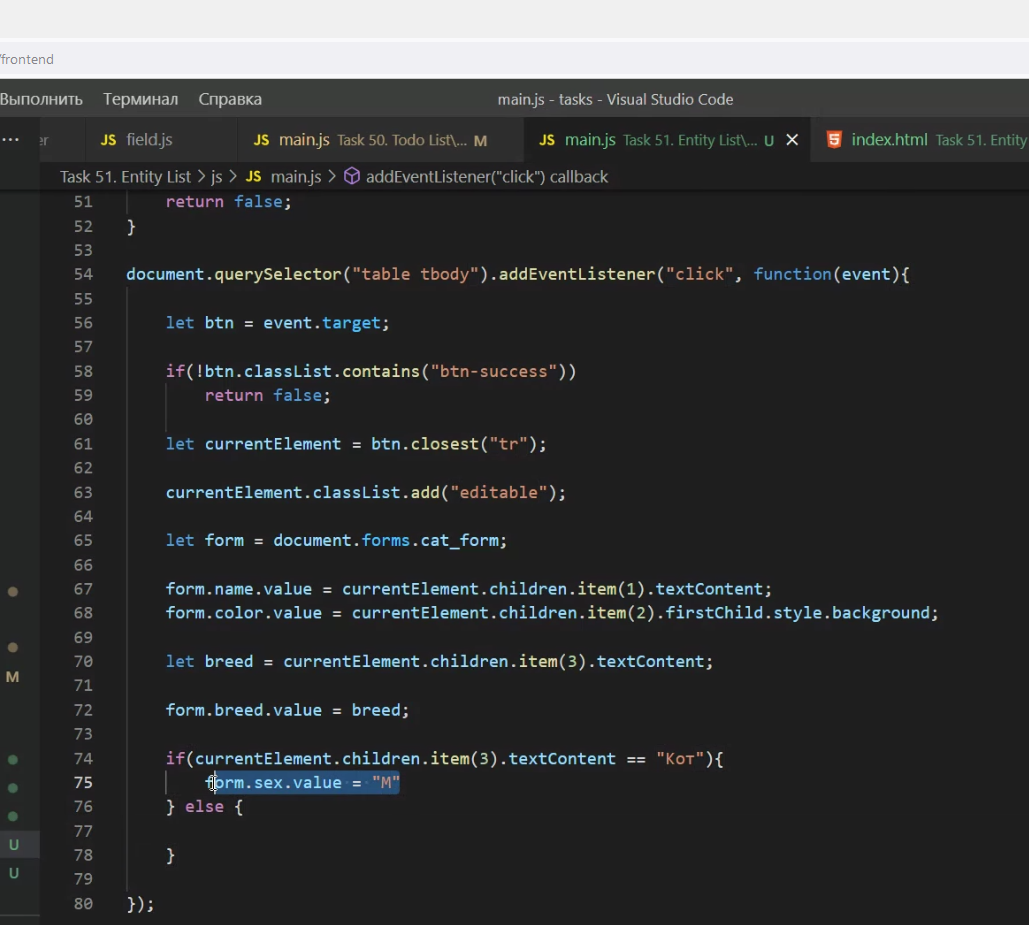 /frontend
Выполнить Терминал Справка main.js - tasks - Visual Studio Code
... er JS field.js JS main.js Task 50. Todo List\... M JS main.js Task 51. Entity List\... U × index.html Task 51. Entity
Task 51. Entity List > js > JS main.js > addEventListener("click") callback
51 return false;
52 }
53
54 document.querySelector("table tbody").addEventListener("click", function(event){
55
56 let btn = event.target;
57
58 if(!btn.classList.contains("btn-success"))
59 return false;
60
61 let currentElement = btn.closest("tr");
62
63 currentElement.classList.add("editable");
64
65 let form = document.forms.cat_form;
66
67 form.name.value = currentElement.children.item(1).textContent;
68 form.color.value = currentElement.children.item(2).firstChild.style.background;
69
M 70 let breed = currentElement.children.item(3).textContent;
71
72 form.breed.value = breed;
73
74 if(currentElement.children.item(3).textContent == "Кот"){
75 form.sex.value = "M"
76 } else {
77
U 78 }
U 79
80 });